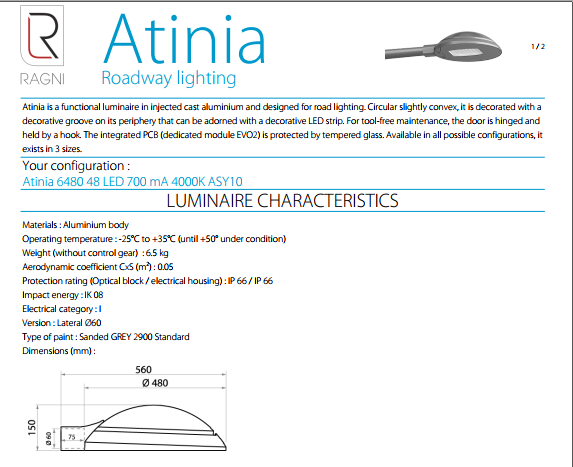 RAGNI
Atinia
Roadway lighting
1 / 2
Atinia is a functional luminaire in injected cast aluminium and designed for road lighting. Circular slightly convex, it is decorated with a
decorative groove on its periphery that can be adorned with a decorative LED strip. For tool-free maintenance, the door is hinged and
held by a hook. The integrated PCB (dedicated module EVO2) is protected by tempered glass. Available in all possible configurations, it
exists in 3 sizes.
Your configuration :
Atinia 6480 48 LED 700 mA 4000K ASY10
LUMINAIRE CHARACTERISTICS
Materials : Aluminium body
Operating temperature : -25°C to +35°C (until +50° under condition)
Weight (without control gear) : 6.5 kg
Aerodynamic coefficient CxS (m²) : 0.05
Protection rating (Optical block / electrical housing) : IP 66 / IP 66
Impact energy : IK 08
Electrical category : I
Version : Lateral Ø60
Type of paint : Sanded GREY 2900 Standard
Dimensions (mm) :
560
Ø 480
150
Ø 60
75